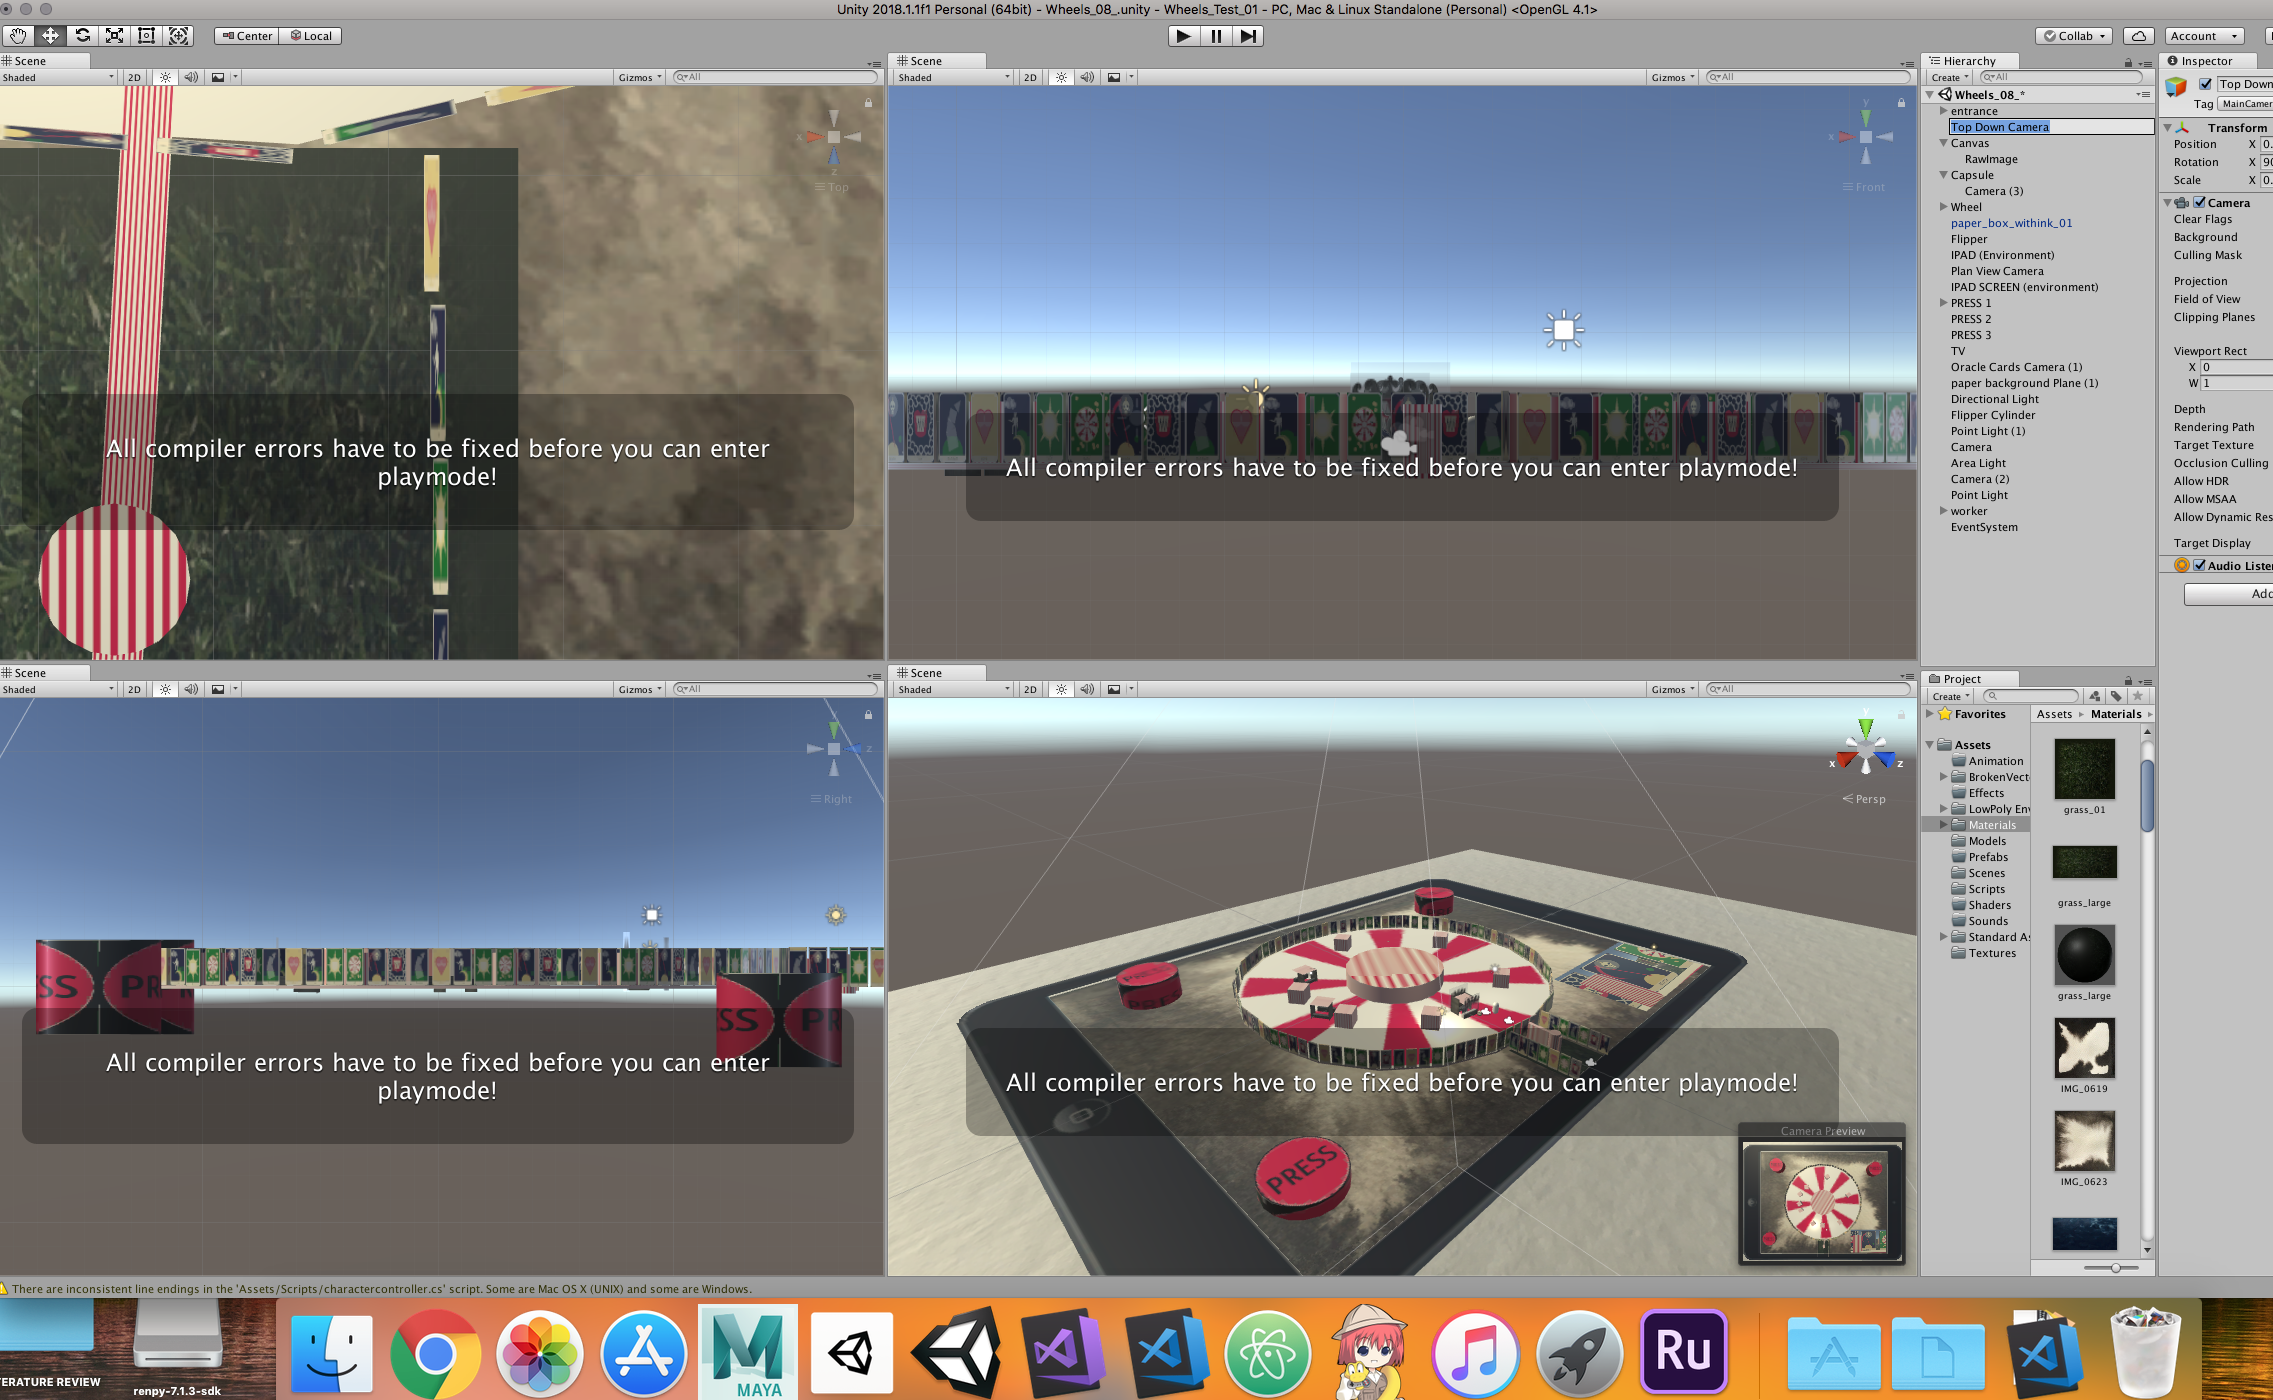 Unity 2018.1.1f1 Personal (64bit) - Wheels_08_.unity - Wheels_Test_01 - PC, Mac & Linux Standalone (Personal) <OpenGL 4.1>
Center Local
Collab Account
Scene
Shaded 2D Gizmos All
Top
All compiler errors have to be fixed before you can enter
playmode!
Scene
Shaded 2D Gizmos All
y
x
Front
All compiler errors have to be fixed before you can enter playmode!
Scene
Shaded 2D Gizmos All
z
Right
SS PR
SS PR
All compiler errors have to be fixed before you can enter
playmode!
Scene
Shaded 2D Gizmos All
x z
Persp
PRESS
All compiler errors have to be fixed before you can enter playmode!
PRESS
Camera Preview
Hierarchy
Create All
Wheels_08_*
entrance
Top Down Camera
Canvas
RawImage
Capsule
Camera (3)
Wheel
paper_box_withink_01
Flipper
IPAD (Environment)
Plan View Camera
IPAD SCREEN (environment)
PRESS 1
PRESS 2
PRESS 3
TV
Oracle Cards Camera (1)
paper background Plane (1)
Directional Light
Flipper Cylinder
Point Light (1)
Camera
Area Light
Camera (2)
Point Light
worker
EventSystem
Inspector
Top Down
Tag MainCamer
Transform
Position X 0.
Rotation X 90
Scale X 0.
Camera
Clear Flags
Background
Culling Mask
Projection
Field of View
Clipping Planes
Viewport Rect
X 0
W 1
Depth
Rendering Path
Target Texture
Occlusion Culling
Allow HDR
Allow MSAA
Allow Dynamic Res
Target Display
Audio Liste
Add
Project
Create
Favorites
Assets
Animation
BrokenVect
Effects
LowPoly Env
Materials
Models
Prefabs
Scenes
Scripts
Shaders
Sounds
Standard As
Textures
Assets Materials
grass_01
grass_large
grass_large
IMG_0619
IMG_0623
There are inconsistent line endings in the 'Assets/Scripts/charactercontroller.cs' script. Some are Mac OS X (UNIX) and some are Windows.
ERATURE REVIEW
renpy-7.1.3-sdk
MAYA
Ru